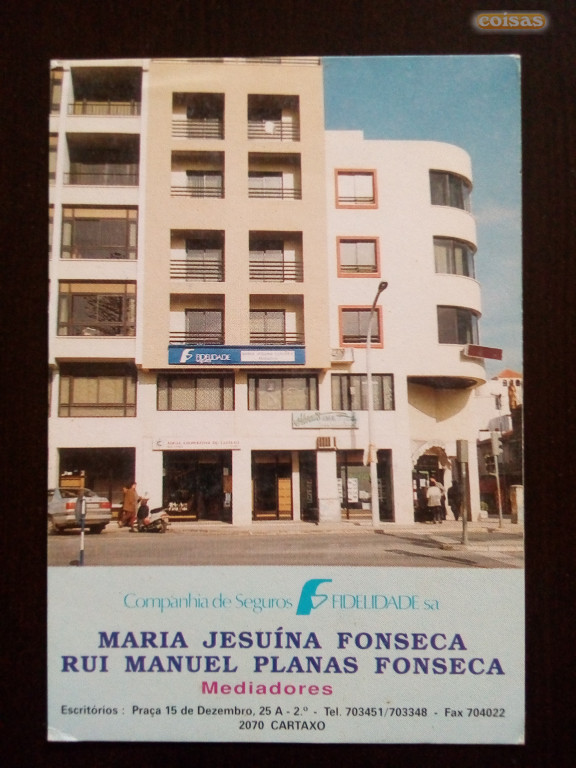 coisas
FIDELIDADE
Companhia de Seguros FIDELIDADE sa
MARIA JESUÍNA FONSECA
RUI MANUEL PLANAS FONSECA
Mediadores
Escritórios : Praça 15 de Dezembro, 25 A - 2.º - Tel. 703451/703348 - Fax 704022
2070 CARTAXO